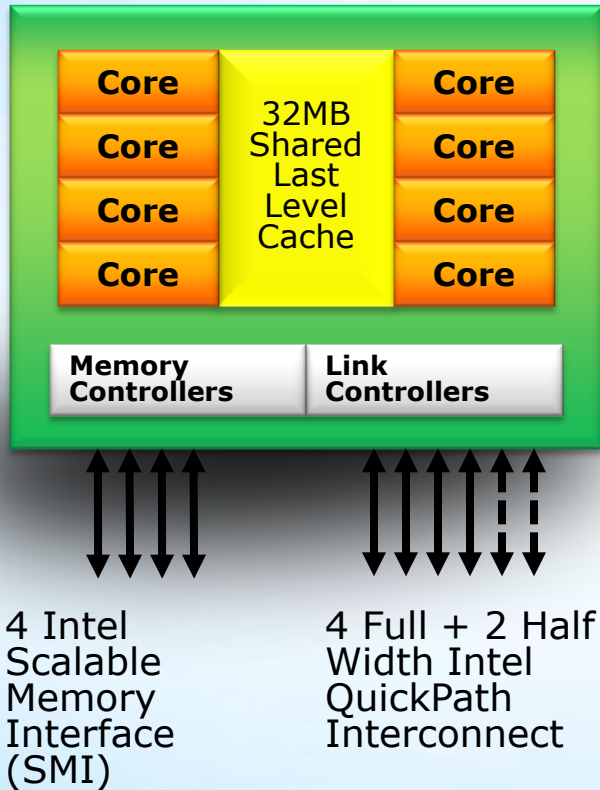 Core
Core
Core
Core
32MB
Shared
Last
Level
Cache
Core
Core
Core
Core
Memory
Controllers
Link
Controllers
4 Intel
Scalable
Memory
Interface
(SMI)
4 Full + 2 Half
Width Intel
QuickPath
Interconnect